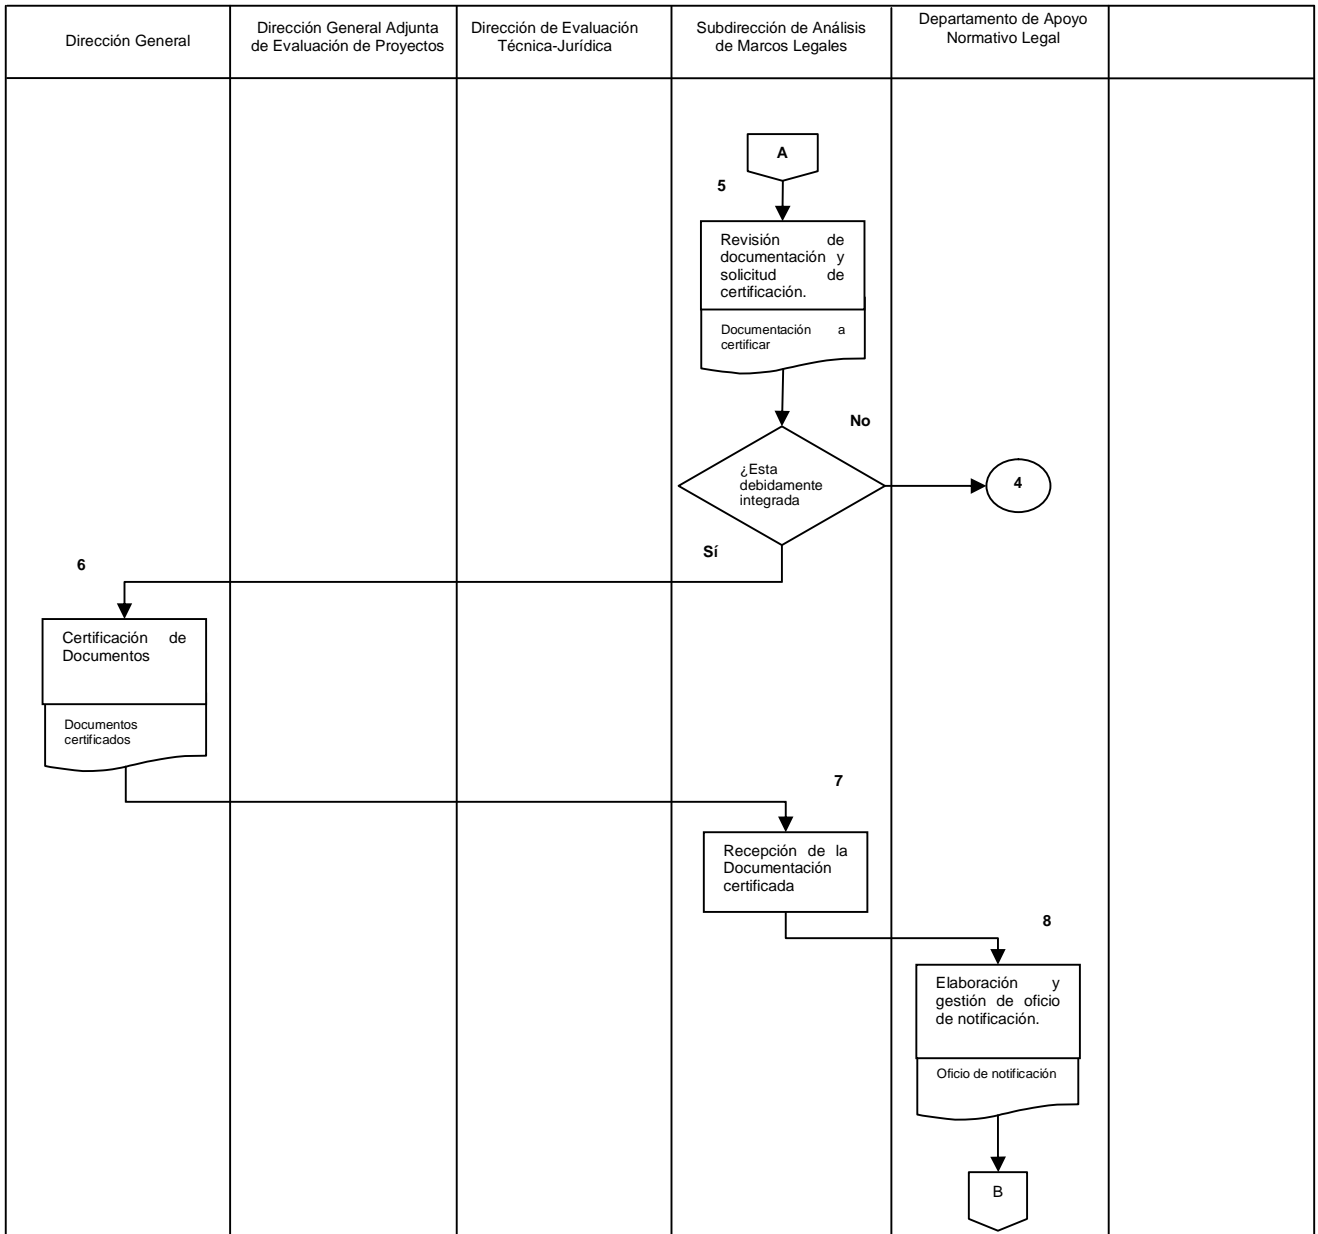 Dirección General
Dirección General Adjunta
de Evaluación de Proyectos
Dirección de Evaluación
Técnica-Jurídica
Subdirección de Análisis
de Marcos Legales
Departamento de Apoyo
Normativo Legal
A
5
Revisión de
documentación y
solicitud de
certificación.
Documentación a
certificar
No
¿Esta
debidamente
integrada
4
Sí
6
Certificación de
Documentos
Documentos
certificados
7
Recepción de la
Documentación
certificada
8
Elaboración y
gestión de oficio
de notificación.
Oficio de notificación
B